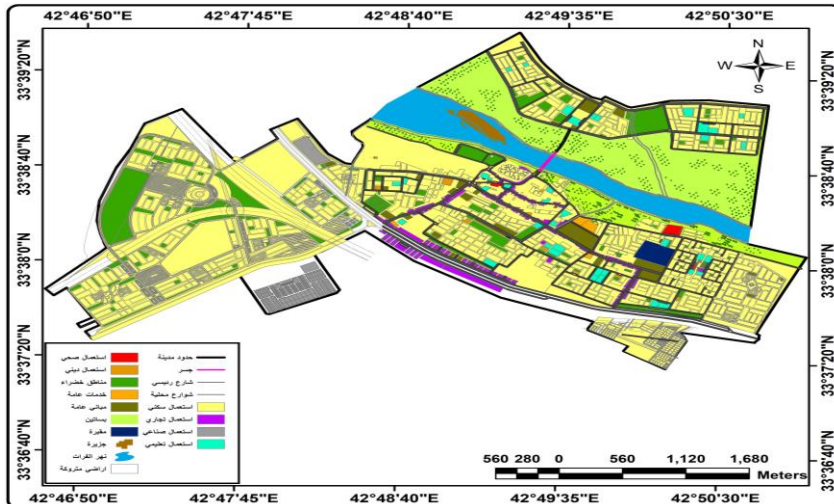 42°46'50"E 42°47'45"E 42°48'40"E 42°49'35"E 42°50'30"E
33°39'20"N 33°39'20"N
33°38'40"N 33°38'40"N
33°38'0"N 33°38'0"N
33°37'20"N 33°37'20"N
33°36'40"N 33°36'40"N
N
W E
S
حدود مدينة استعمال صحي
جسر استعمال ديني
شارع رئيسي مناطق خضراء
شوارع محلية خدمات عامة
استعمال سكني مباني عامة
استعمال تجاري بساتين
استعمال صناعي مقبرة
استعمال تعليمي جزيرة
نهر الفرات
اراضي متروكة
560 280 0 560 1,120 1,680
Meters
42°46'50"E 42°47'45"E 42°48'40"E 42°49'35"E 42°50'30"E